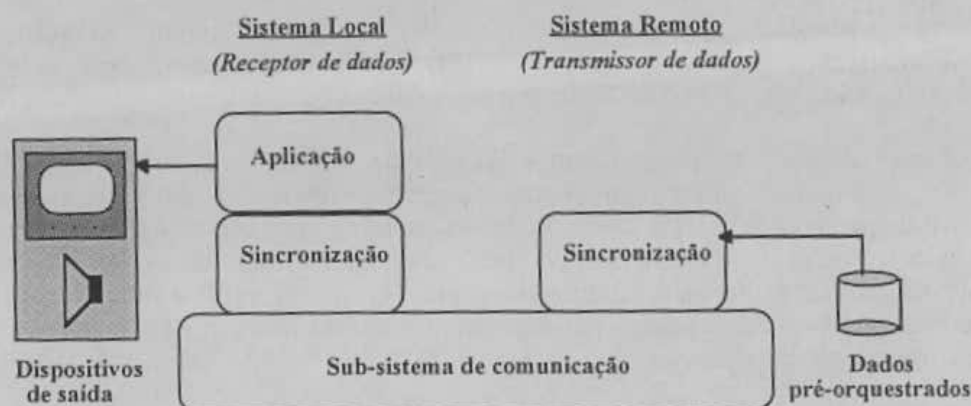 Sistema Local
(Receptor de dados)
Sistema Remoto
(Transmissor de dados)
Aplicação
Sincronização
Sincronização
Sub-sistema de comunicação
Dispositivos
de saída
Dados
pré-orquestrados